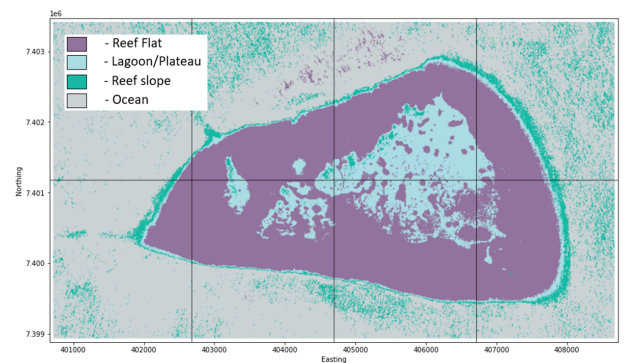 1e6
7.403
7.402
7.401
7.400
7.399
Northing
- Reef Flat
- Lagoon/Plateau
- Reef slope
- Ocean
401000 402000 403000 404000 405000 406000 407000 408000
Easting